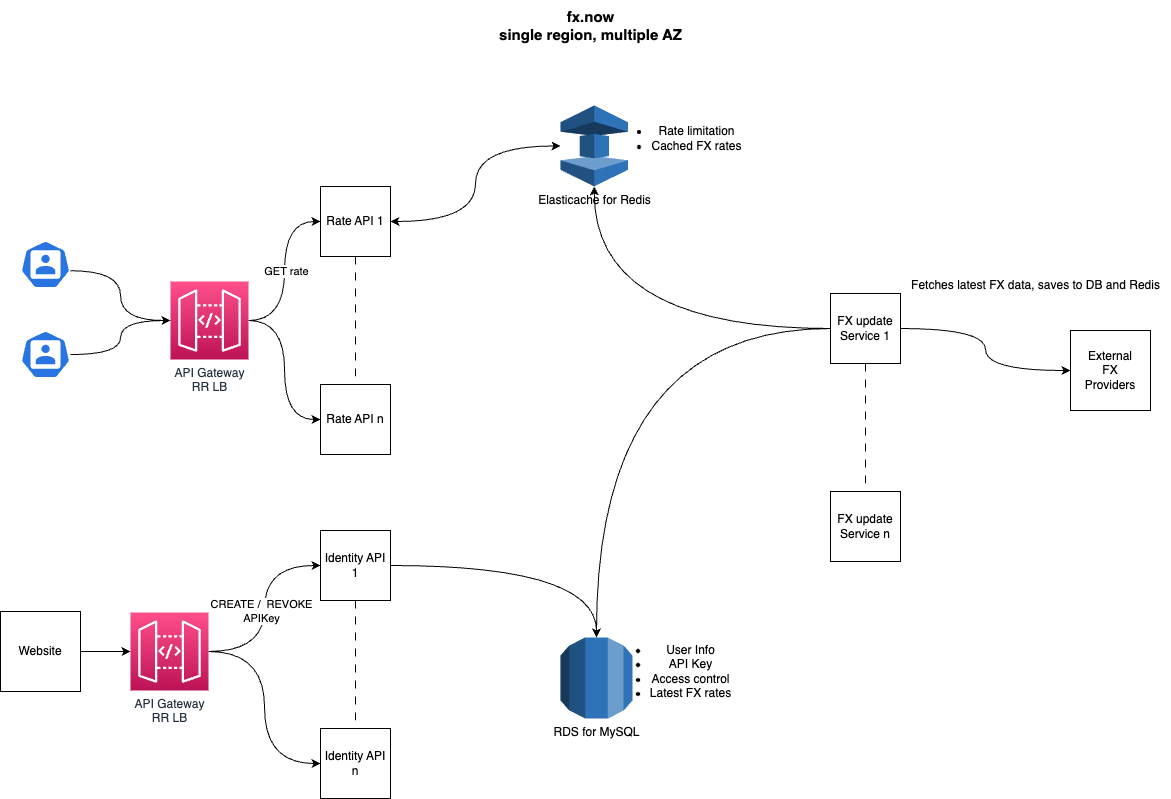 fx.now
single region, multiple AZ
Rate limitation
Cached FX rates
Elasticache for Redis
Rate API 1
GET rate
API Gateway
RR LB
Rate API n
Fetches latest FX data, saves to DB and Redis
FX update
Service 1
External
FX
Providers
FX update
Service n
Identity API
1
CREATE / REVOKE
APIKey
Website
API Gateway
RR LB
Identity API
n
User Info
API Key
Access control
Latest FX rates
RDS for MySQL